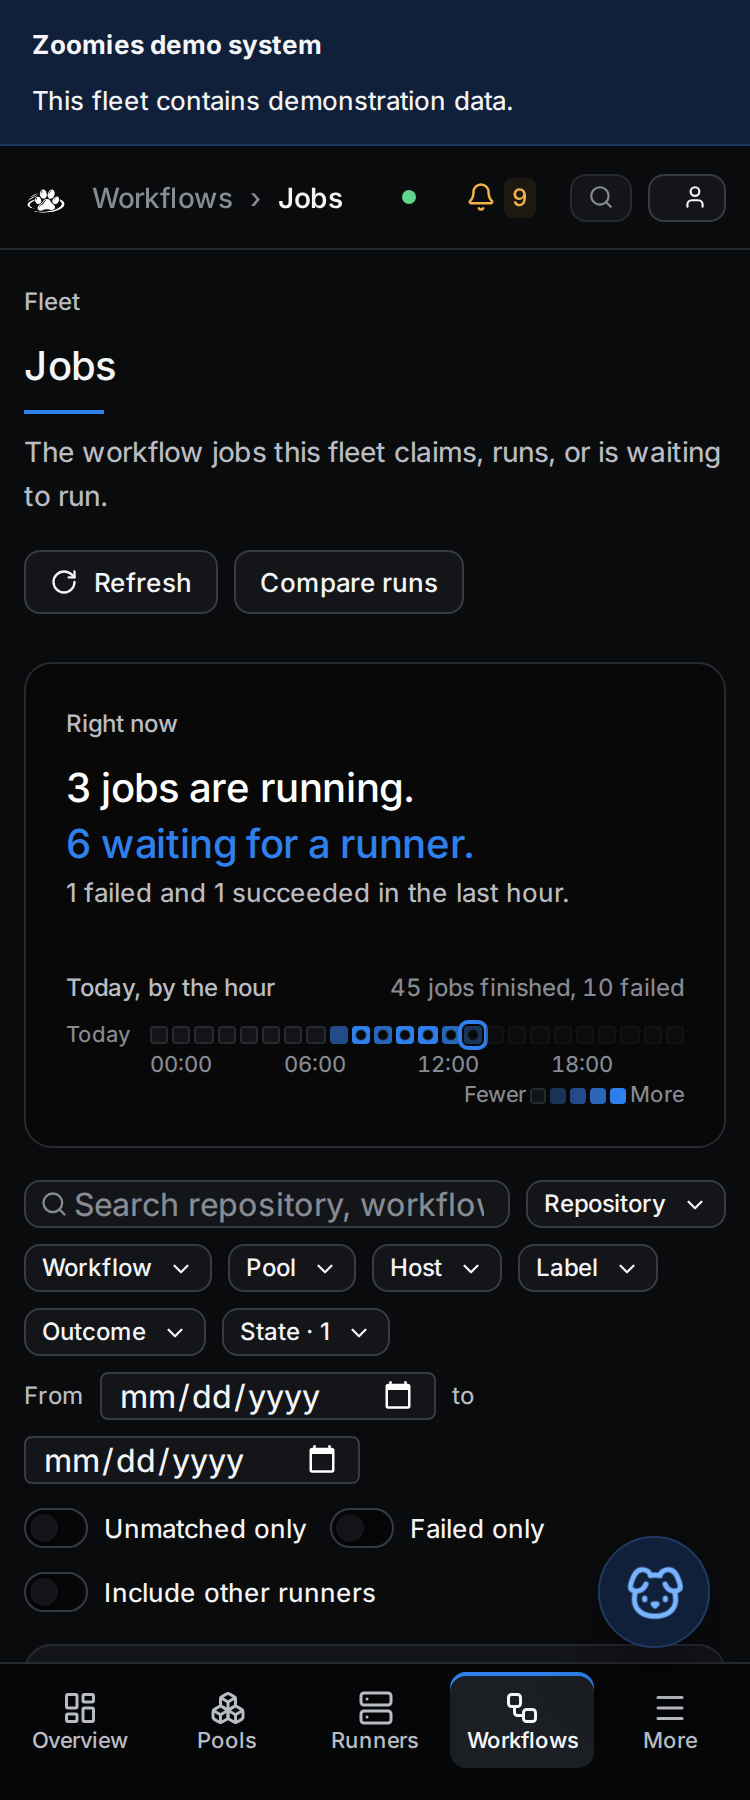 Zoomies demo system
This fleet contains demonstration data.
Workflows › Jobs
9
Fleet
Jobs
The workflow jobs this fleet claims, runs, or is waiting
to run.
Refresh
Compare runs
Right now
3 jobs are running.
6 waiting for a runner.
1 failed and 1 succeeded in the last hour.
Today, by the hour
45 jobs finished, 10 failed
Today
00:00 06:00 12:00 18:00
Fewer More
Search repository, workflow
Repository
Workflow Pool Host Label
Outcome State · 1
From mm/dd/yyyy to
mm/dd/yyyy
Unmatched only Failed only
Include other runners
Overview Pools Runners Workflows More